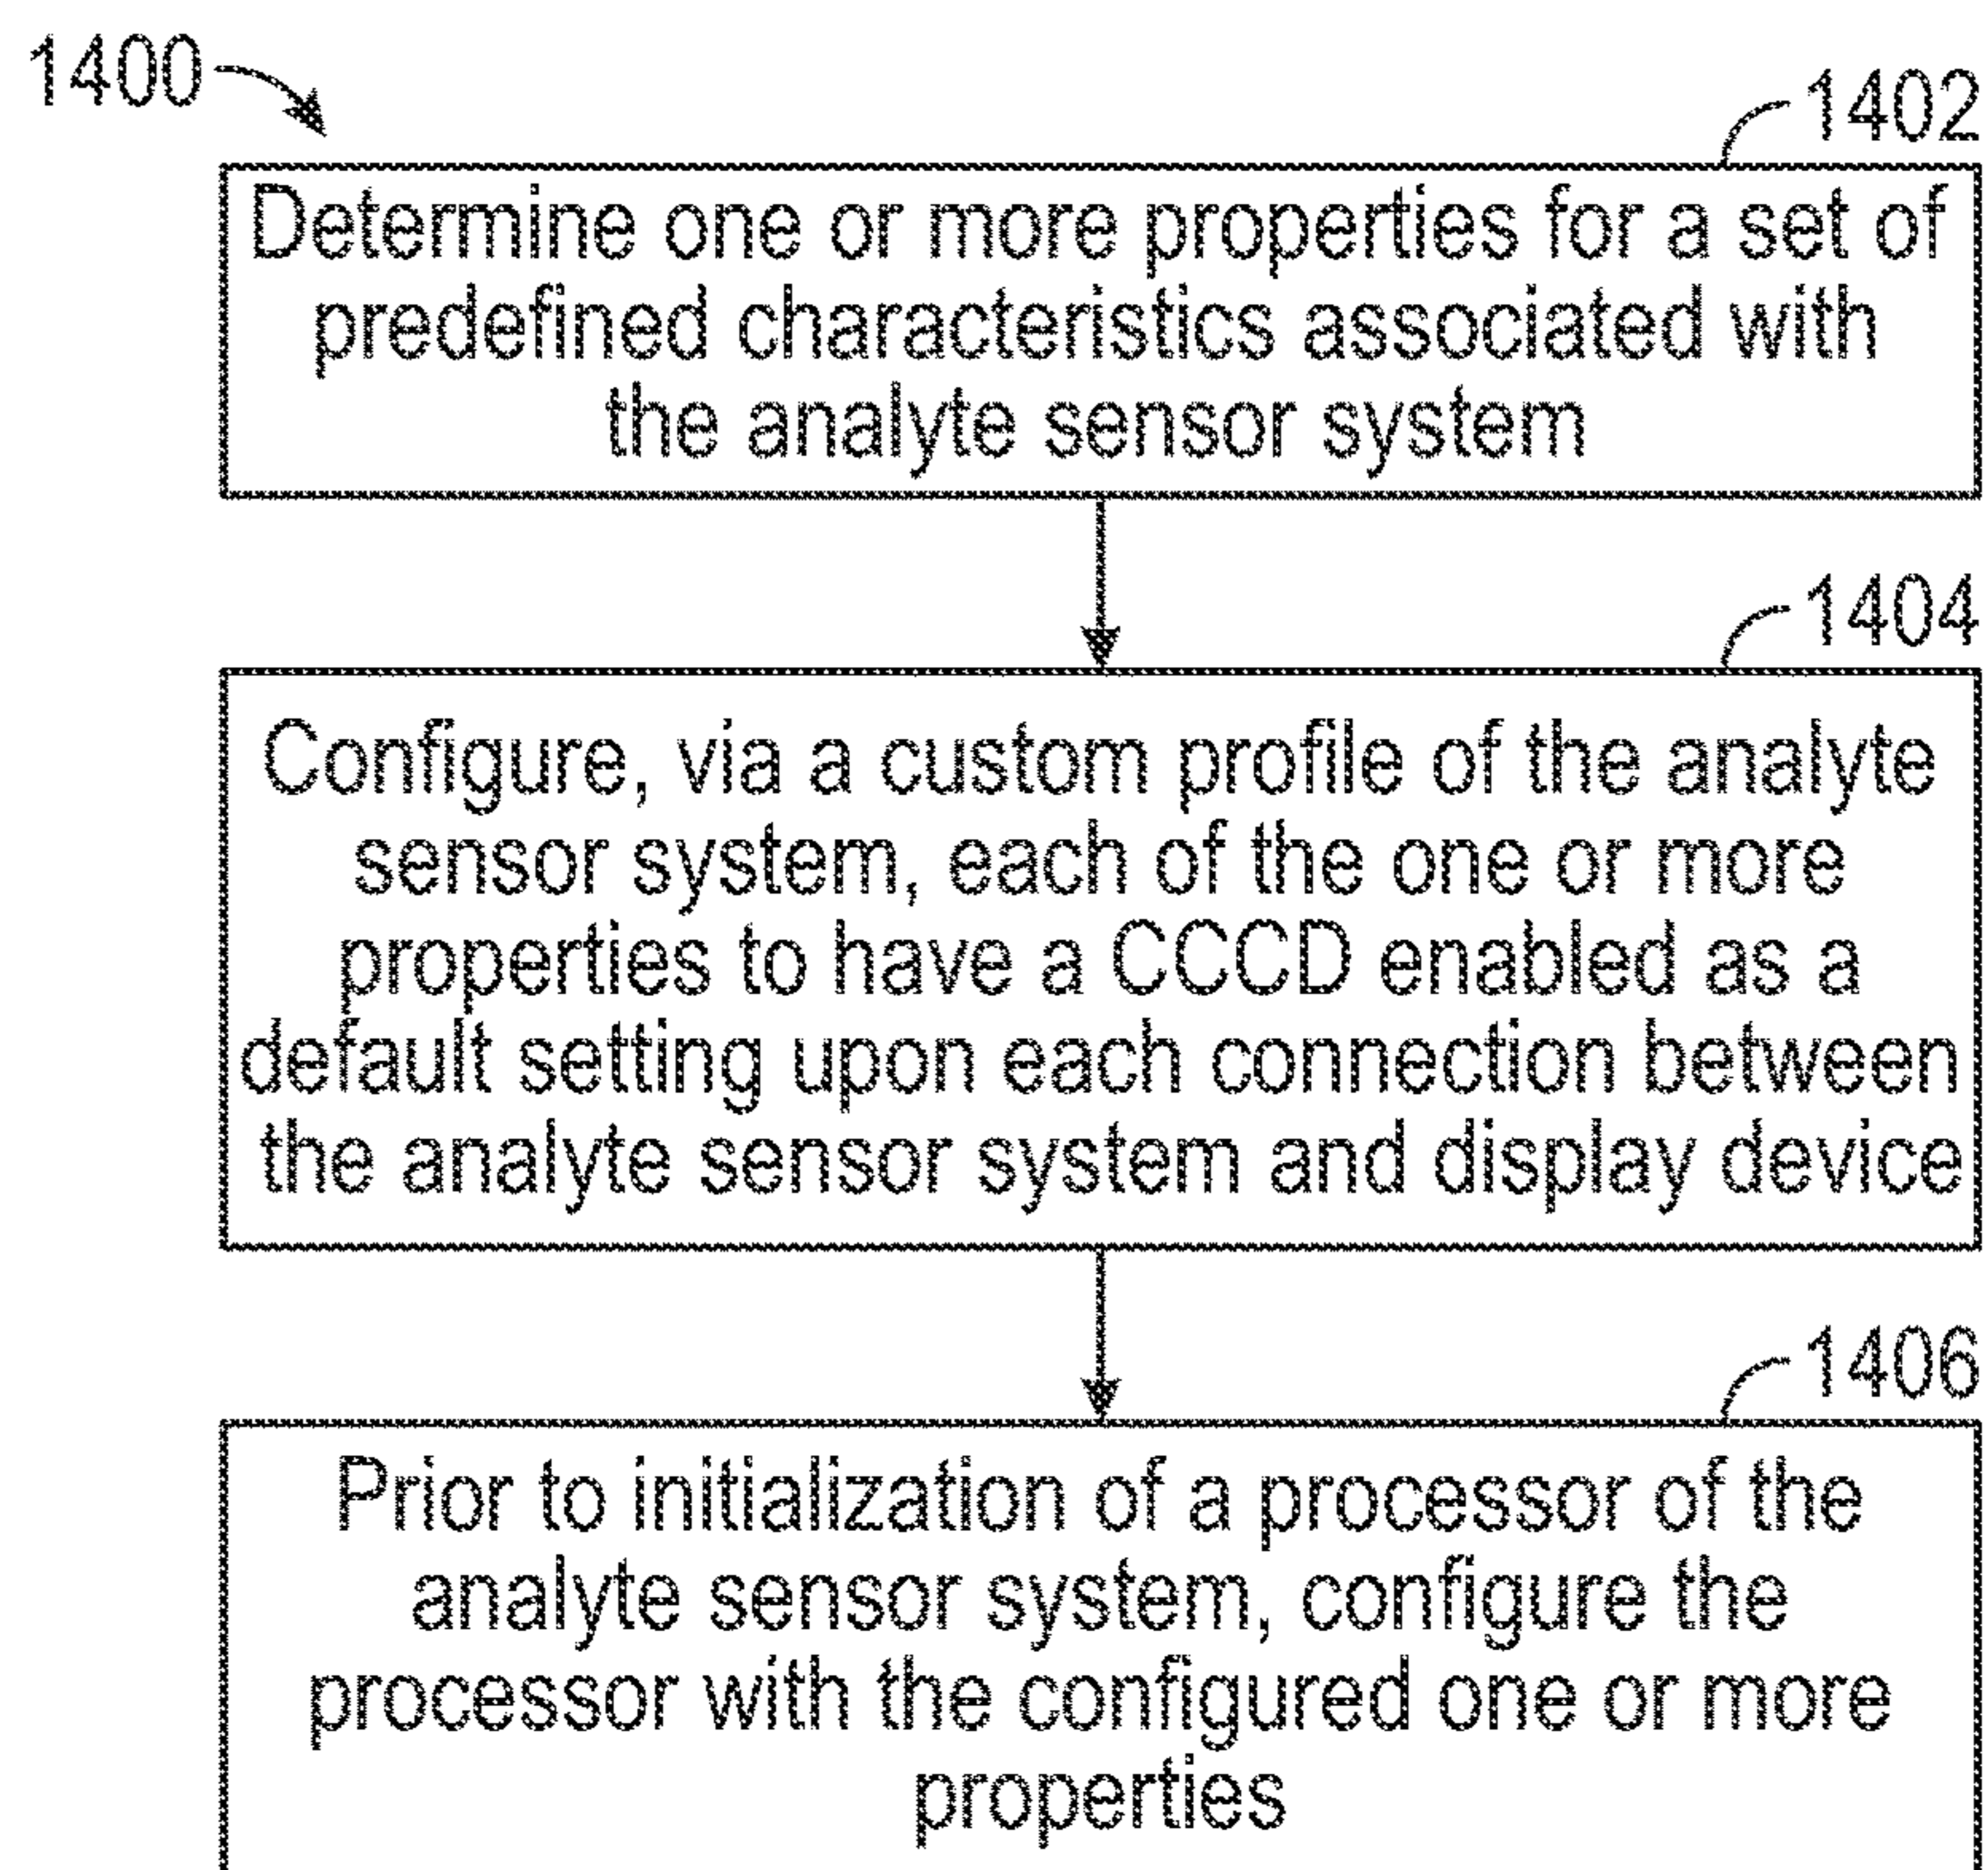 1400
1402
Determine one or more properties for a set of
predefined characteristics associated with
the analyte sensor system
1404
Configure, via a custom profile of the analyte
sensor system, each of the one or more
properties to have a CCCD enabled as a
default setting upon each connection between
the analyte sensor system and display device
1406
Prior to initialization of a processor of the
analyte sensor system, configure the
processor with the configured one or more
properties